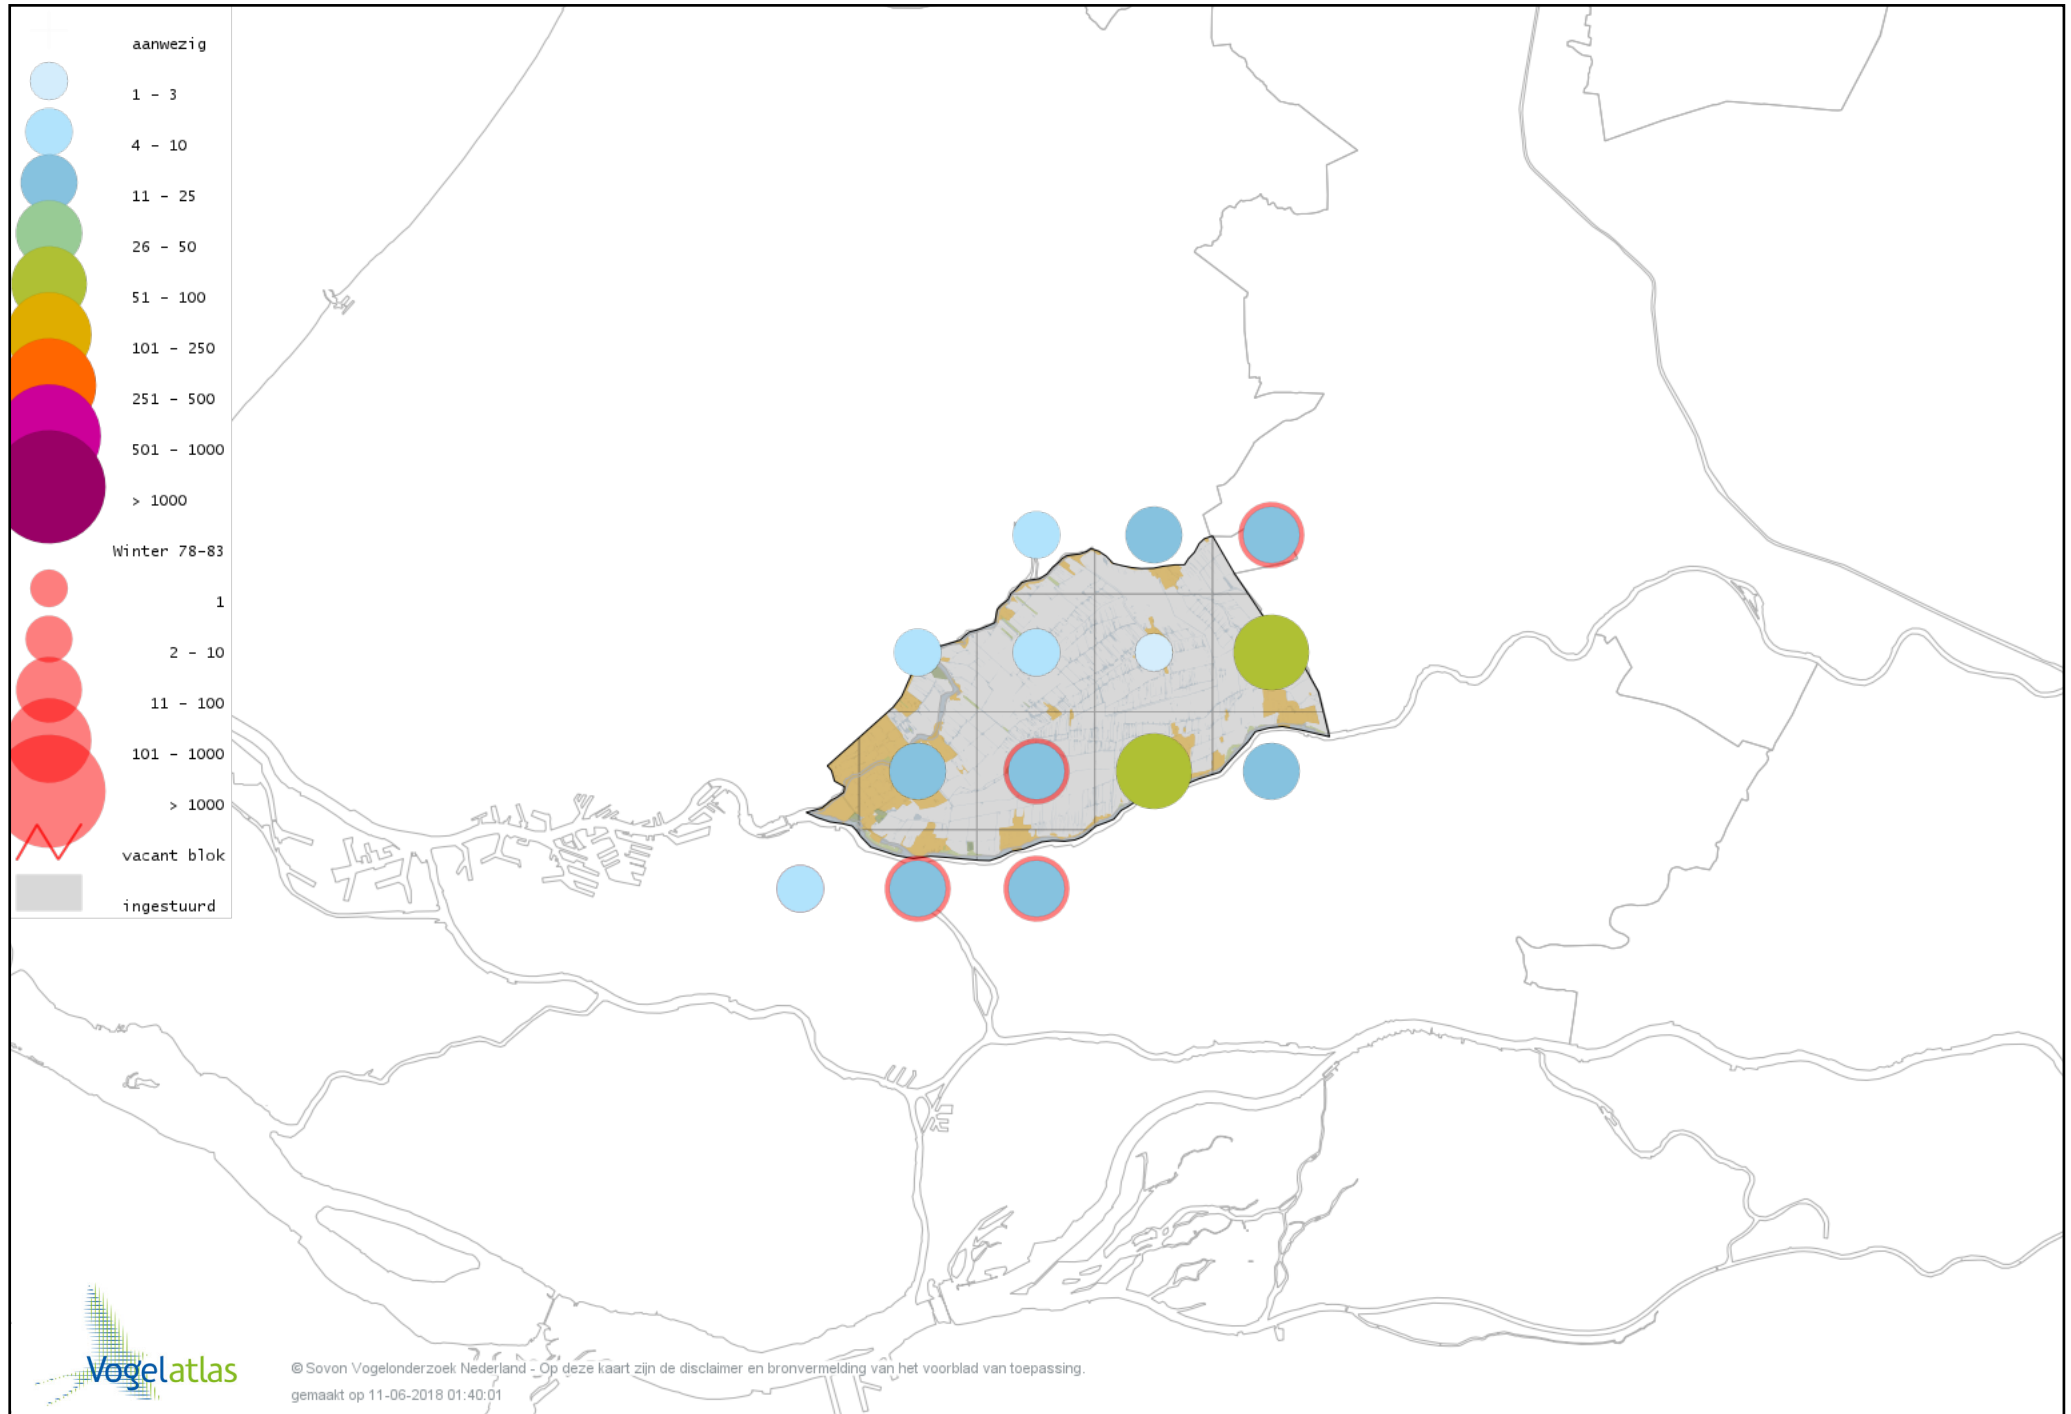 aanwezig
1 - 3
4 - 10
11 - 25
26 - 50
51 - 100
101 - 250
251 - 500
501 - 1000
> 1000
Winter 78-83
1
2 - 10
11 - 100
101 - 1000
> 1000
vacant blok
ingestuurd
Vogelatlas
© Sovon Vogelonderzoek Nederland - Op deze kaart zijn de disclaimer en bronvermelding van het voorblad van toepassing.
gemaakt op 11-06-2018 01:40:01